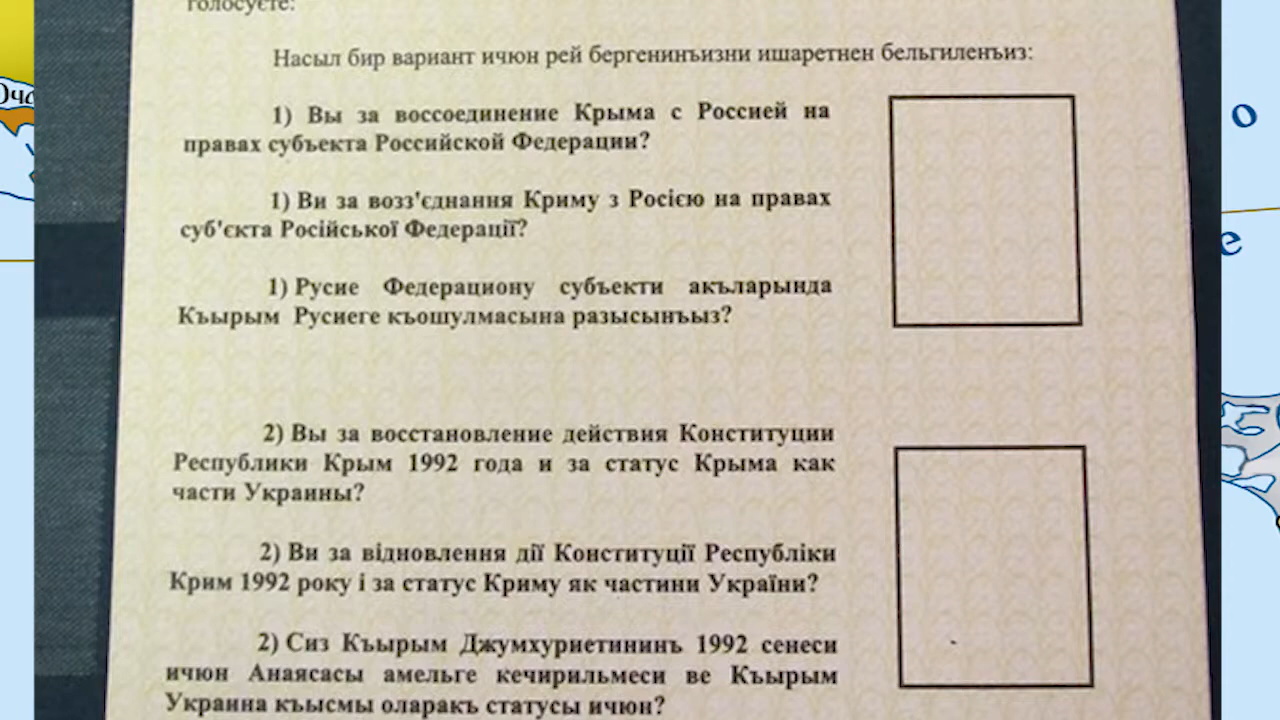 голосуєте:
Насыл бир вариант ичюн рей бергенинъизни ишаретнен бельгиленъиз:
1) Вы за воссоединение Крыма с Россией на
правах субъекта Российской Федерации?
1) Ви за возз'єднання Криму з Росією на правах
суб'єкта Російської Федерації?
1) Русие Федерациону субъекти акъларында
Къырым Русиеге къошулмасына разысынъыз?
2) Вы за восстановление действия Конституции
Республики Крым 1992 года и за статус Крыма как
части Украины?
2) Ви за відновлення дії Конституції Республіки
Крим 1992 року і за статус Криму як частини України?
2) Сиз Къырым Джумхуриетининъ 1992 сенеси
ичюн Анаясасы амельге кечирильмеси ве Къырым
Украина къысмы оларакъ статусы ичюн?
о
е